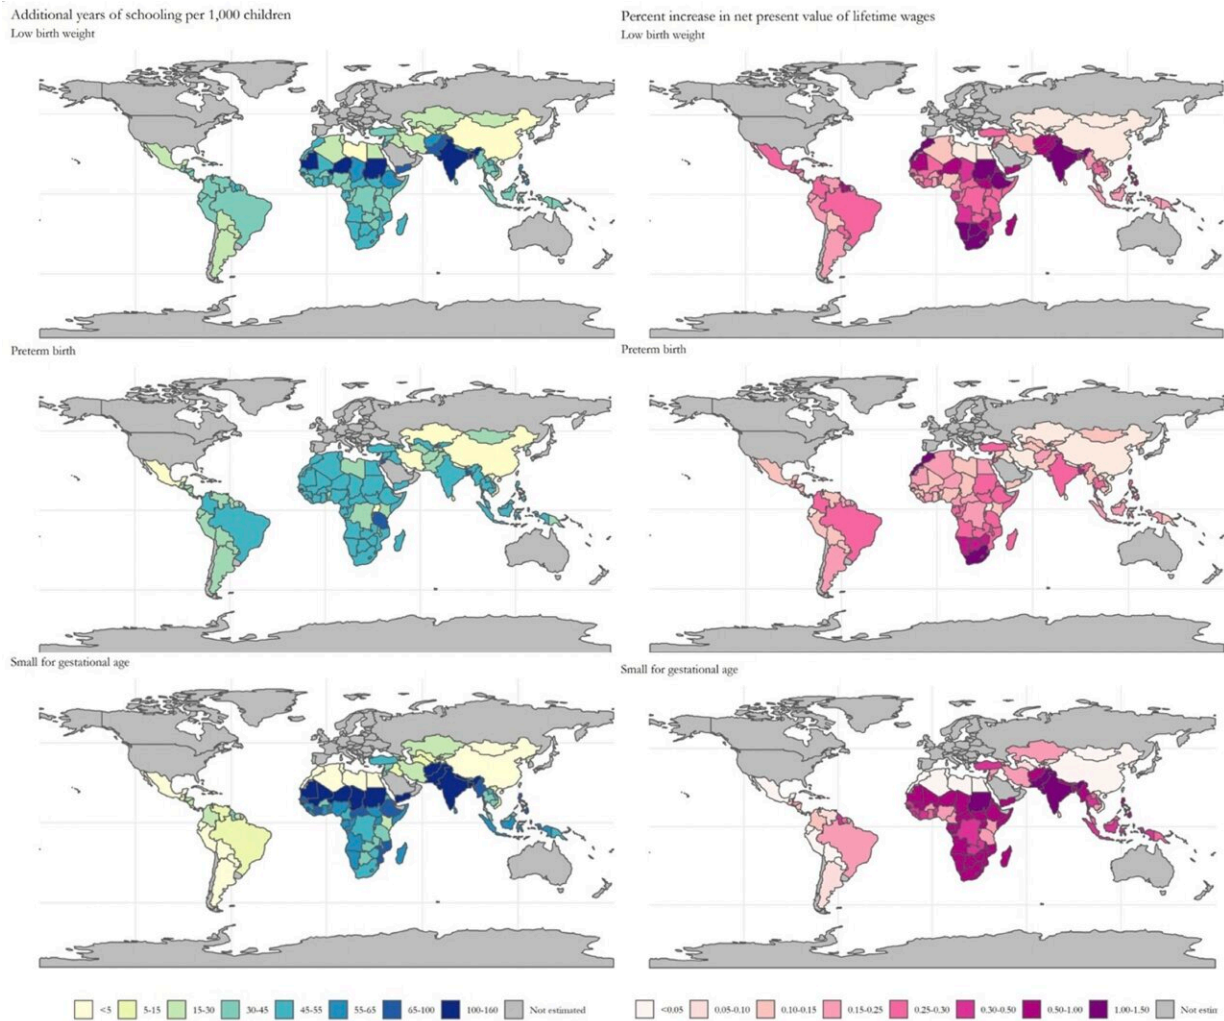 Additional years of schooling per 1,000 children
Low birth weight
Percent increase in net present value of lifetime wages
Low birth weight
Preterm birth
Preterm birth
Small for gestational age
Small for gestational age
<5 5-15 15-30 30-45 45-55 55-65 65-100 100-160 Not estimated
<0.05 0.05-0.10 0.10-0.15 0.15-0.25 0.25-0.30 0.30-0.50 0.50-1.00 1.00-1.50 Not estin